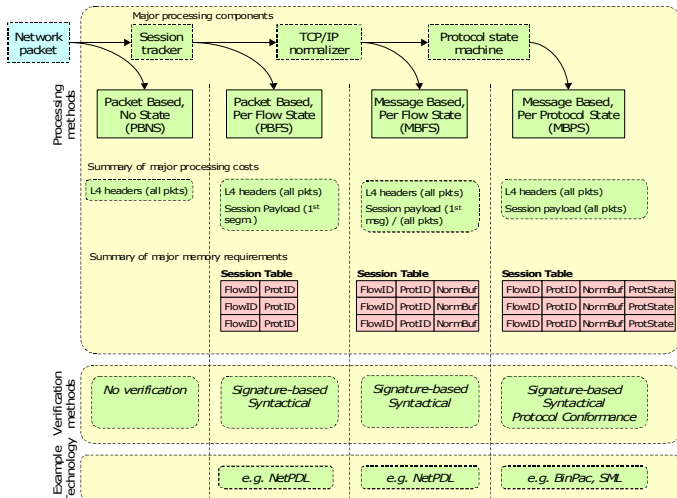 Major processing components
Network
packet
Session
tracker
TCP/IP
normalizer
Protocol state
machine
Processing
methods
Packet Based,
No State
(PBNS)
Packet Based,
Per Flow State
(PBFS)
Message Based,
Per Flow State
(MBFS)
Message Based,
Per Protocol State
(MBPS)
Summary of major processing costs
L4 headers (all pkts)
L4 headers (all pkts)
Session Payload (1st
segm.)
L4 headers (all pkts)
Session payload (1st
msg) / (all pkts)
L4 headers (all pkts)
Session payload (all pkts)
Summary of major memory requirements
Session Table
FlowID ProtID
FlowID ProtID
FlowID ProtID
Session Table
FlowID ProtID NormBuf
FlowID ProtID NormBuf
FlowID ProtID NormBuf
Session Table
FlowID ProtID NormBuf ProtState
FlowID ProtID NormBuf ProtState
FlowID ProtID NormBuf ProtState
Verification
methods
No verification
Signature-based
Syntactical
Signature-based
Syntactical
Signature-based
Syntactical
Protocol Conformance
Example
Technology
e.g. NetPDL
e.g. NetPDL
e.g. BinPac, SML